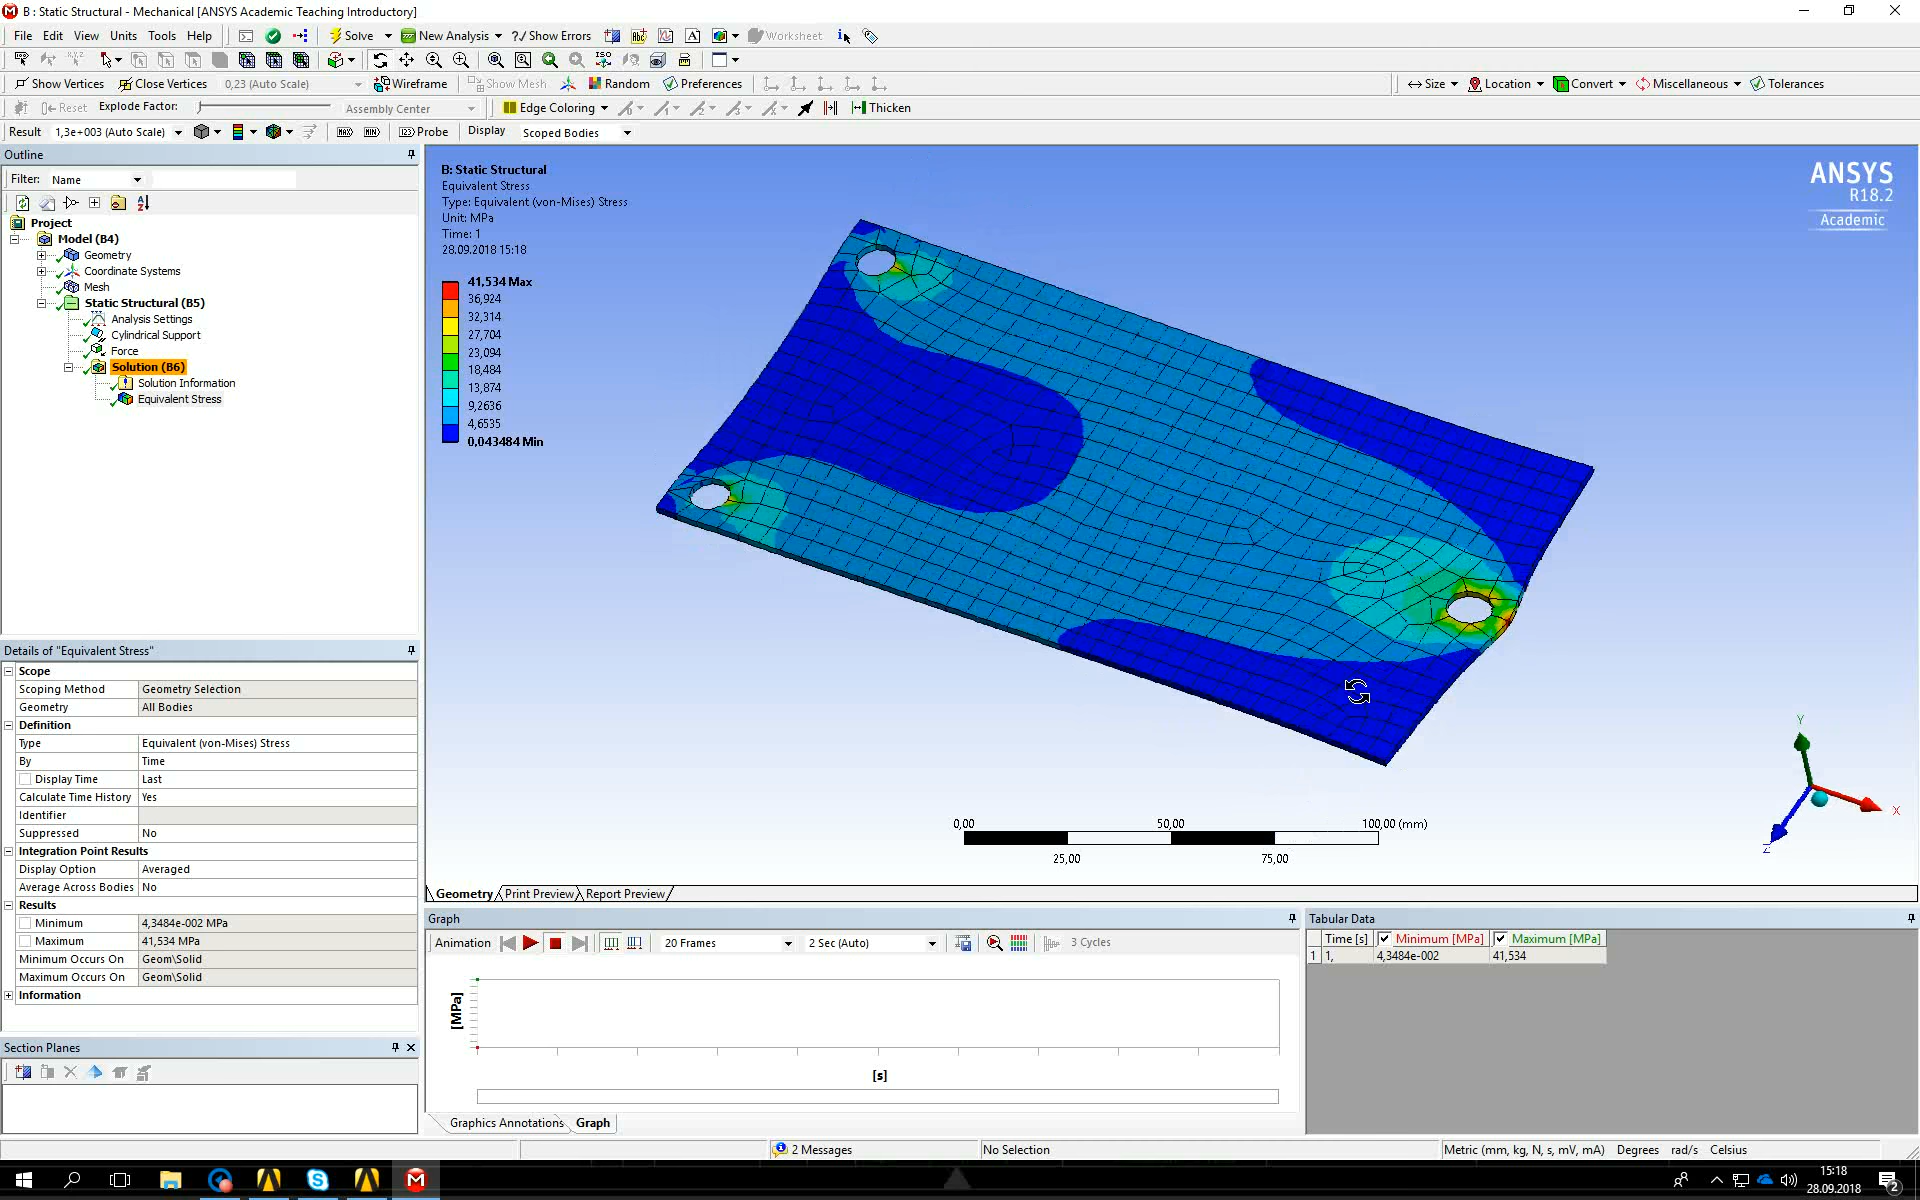 B : Static Structural - Mechanical [ANSYS Academic Teaching Introductory]
File Edit View Units Tools Help Solve New Analysis ?/ Show Errors Worksheet
Show Vertices Close Vertices 0,23 (Auto Scale) Wireframe Show Mesh Random Preferences Size Location Convert Miscellaneous Tolerances
Reset Explode Factor: Assembly Center Edge Coloring Thicken
Result 1,3e+003 (Auto Scale) MAX MIN Probe Display Scoped Bodies
Outline
Filter: Name
Project
Model (B4)
Geometry
Coordinate Systems
Mesh
Static Structural (B5)
Analysis Settings
Cylindrical Support
Force
Solution (B6)
Solution Information
Equivalent Stress
Details of "Equivalent Stress"
Scope
Scoping Method Geometry Selection
Geometry All Bodies
Definition
Type Equivalent (von-Mises) Stress
By Time
Display Time Last
Calculate Time History Yes
Identifier
Suppressed No
Integration Point Results
Display Option Averaged
Average Across Bodies No
Results
Minimum 4,3484e-002 MPa
Maximum 41,534 MPa
Minimum Occurs On Geom\Solid
Maximum Occurs On Geom\Solid
Information
Section Planes
B: Static Structural
Equivalent Stress
Type: Equivalent (von-Mises) Stress
Unit: MPa
Time: 1
28.09.2018 15:18
41,534 Max
36,924
32,314
27,704
23,094
18,484
13,874
9,2636
4,6535
0,043484 Min
ANSYS
R18.2
Academic
Y
X
Z
0,00 50,00 100,00 (mm)
25,00 75,00
Geometry Print Preview Report Preview
Graph
Animation 20 Frames 2 Sec (Auto) 3 Cycles
[MPa]
[s]
Graphics Annotations Graph
Tabular Data
Time [s] Minimum [MPa] Maximum [MPa]
1 1, 4,3484e-002 41,534
2 Messages No Selection Metric (mm, kg, N, s, mV, mA) Degrees rad/s Celsius
15:18
28.09.2018
2